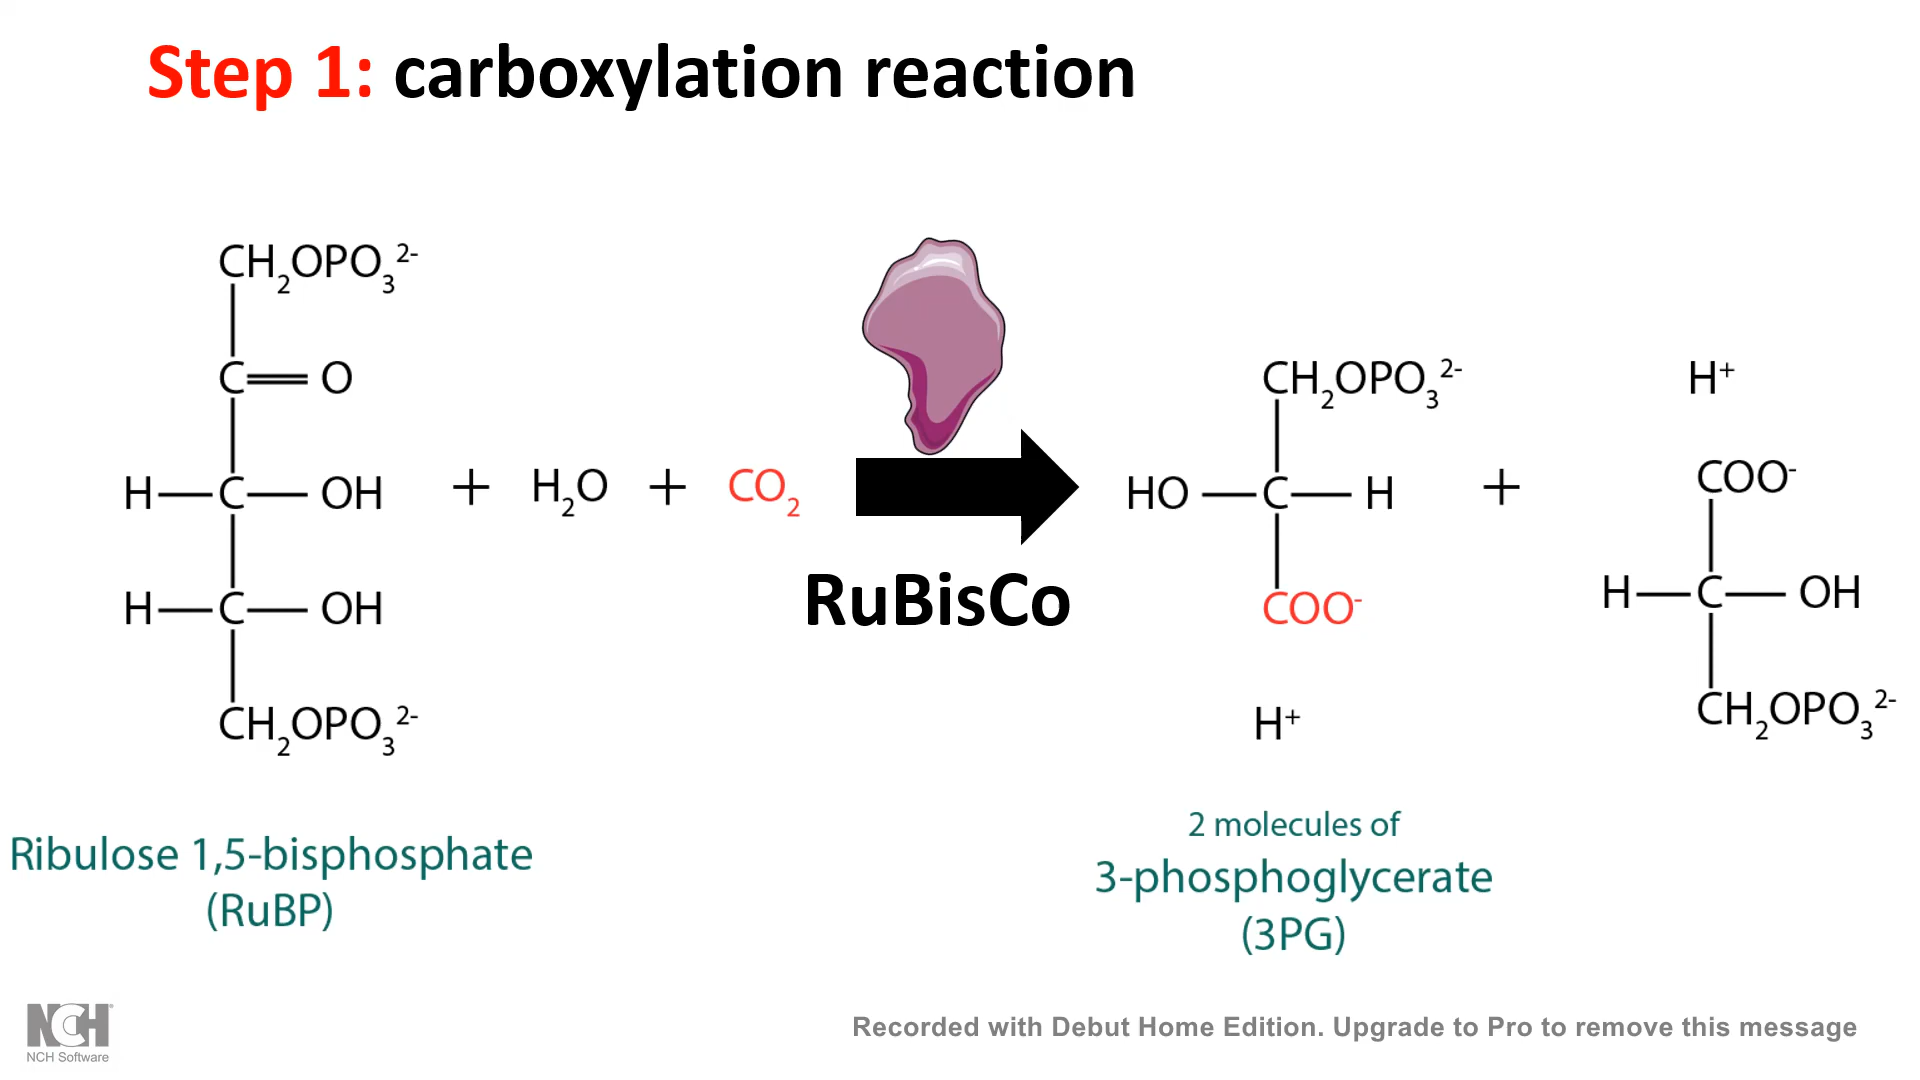 Step 1: carboxylation reaction
CH₂OPO₃²⁻
C═O
H—C—OH
H—C—OH
CH₂OPO₃²⁻
+ H₂O + CO₂
RuBisCo
CH₂OPO₃²⁻
HO—C—H
COO⁻
H⁺
+
H⁺
COO⁻
H—C—OH
CH₂OPO₃²⁻
Ribulose 1,5-bisphosphate
(RuBP)
2 molecules of
3-phosphoglycerate
(3PG)
NCH®
NCH Software
Recorded with Debut Home Edition. Upgrade to Pro to remove this message